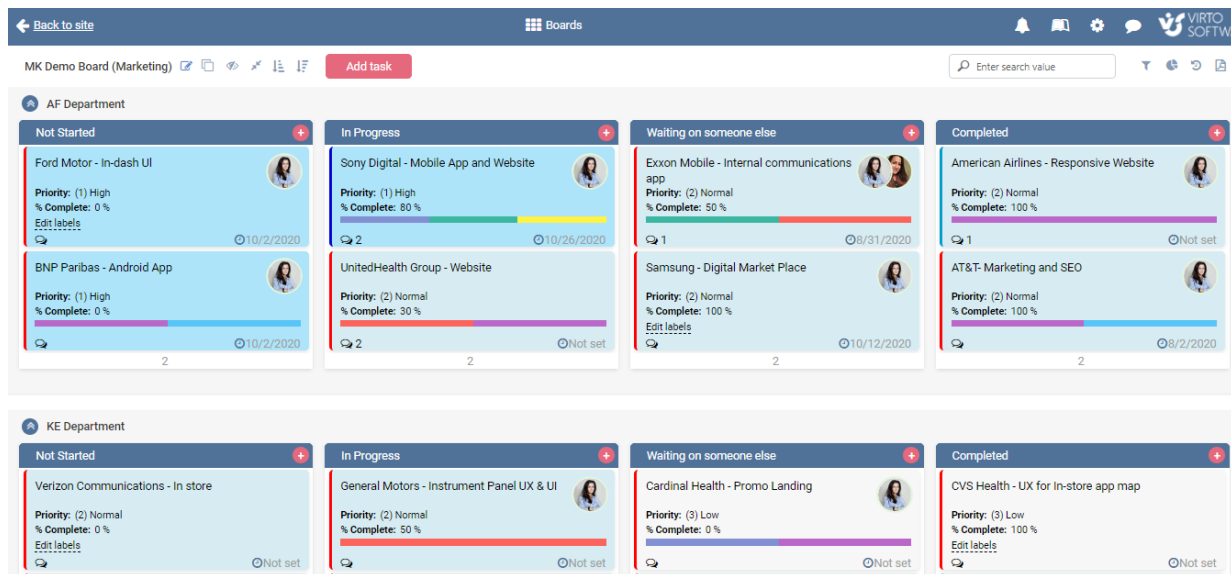 Back to site
Boards
VIRTO
SOFTW
MK Demo Board (Marketing)
Add task
Enter search value
AF Department
Not Started
In Progress
Waiting on someone else
Completed
Ford Motor - In-dash UI
Priority: (1) High
% Complete: 0 %
Edit labels
10/2/2020
Sony Digital - Mobile App and Website
Priority: (1) High
% Complete: 80 %
2
10/26/2020
Exxon Mobile - Internal communications
app
Priority: (2) Normal
% Complete: 50 %
1
8/31/2020
American Airlines - Responsive Website
Priority: (2) Normal
% Complete: 100 %
1
Not set
BNP Paribas - Android App
Priority: (1) High
% Complete: 0 %
10/2/2020
UnitedHealth Group - Website
Priority: (2) Normal
% Complete: 30 %
2
Not set
Samsung - Digital Market Place
Priority: (2) Normal
% Complete: 100 %
Edit labels
10/12/2020
AT&T- Marketing and SEO
Priority: (2) Normal
% Complete: 100 %
8/2/2020
2
2
2
2
KE Department
Not Started
In Progress
Waiting on someone else
Completed
Verizon Communications - In store
Priority: (2) Normal
% Complete: 0 %
Edit labels
Not set
General Motors - Instrument Panel UX & UI
Priority: (2) Normal
% Complete: 50 %
Not set
Cardinal Health - Promo Landing
Priority: (3) Low
% Complete: 0 %
Not set
CVS Health - UX for In-store app map
Priority: (3) Low
% Complete: 100 %
Edit labels
Not set